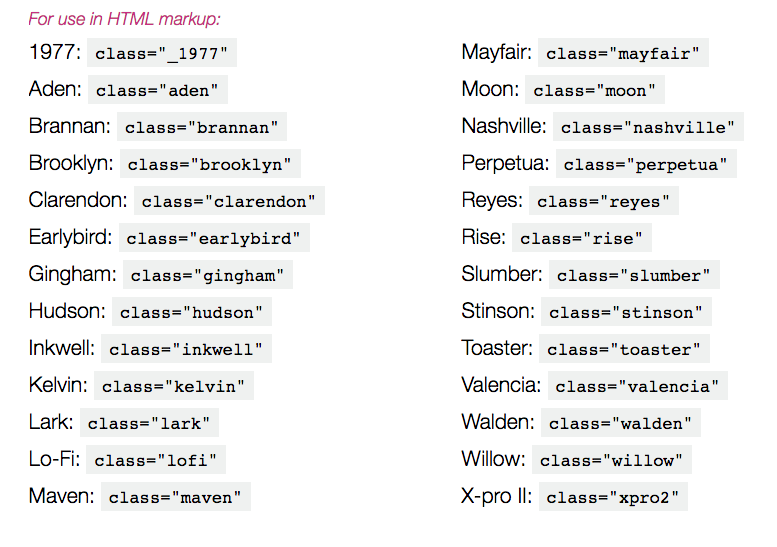 For use in HTML markup:
1977: class="_1977"
Aden: class="aden"
Brannan: class="brannan"
Brooklyn: class="brooklyn"
Clarendon: class="clarendon"
Earlybird: class="earlybird"
Gingham: class="gingham"
Hudson: class="hudson"
Inkwell: class="inkwell"
Kelvin: class="kelvin"
Lark: class="lark"
Lo-Fi: class="lofi"
Maven: class="maven"
Mayfair: class="mayfair"
Moon: class="moon"
Nashville: class="nashville"
Perpetua: class="perpetua"
Reyes: class="reyes"
Rise: class="rise"
Slumber: class="slumber"
Stinson: class="stinson"
Toaster: class="toaster"
Valencia: class="valencia"
Walden: class="walden"
Willow: class="willow"
X-pro II: class="xpro2"